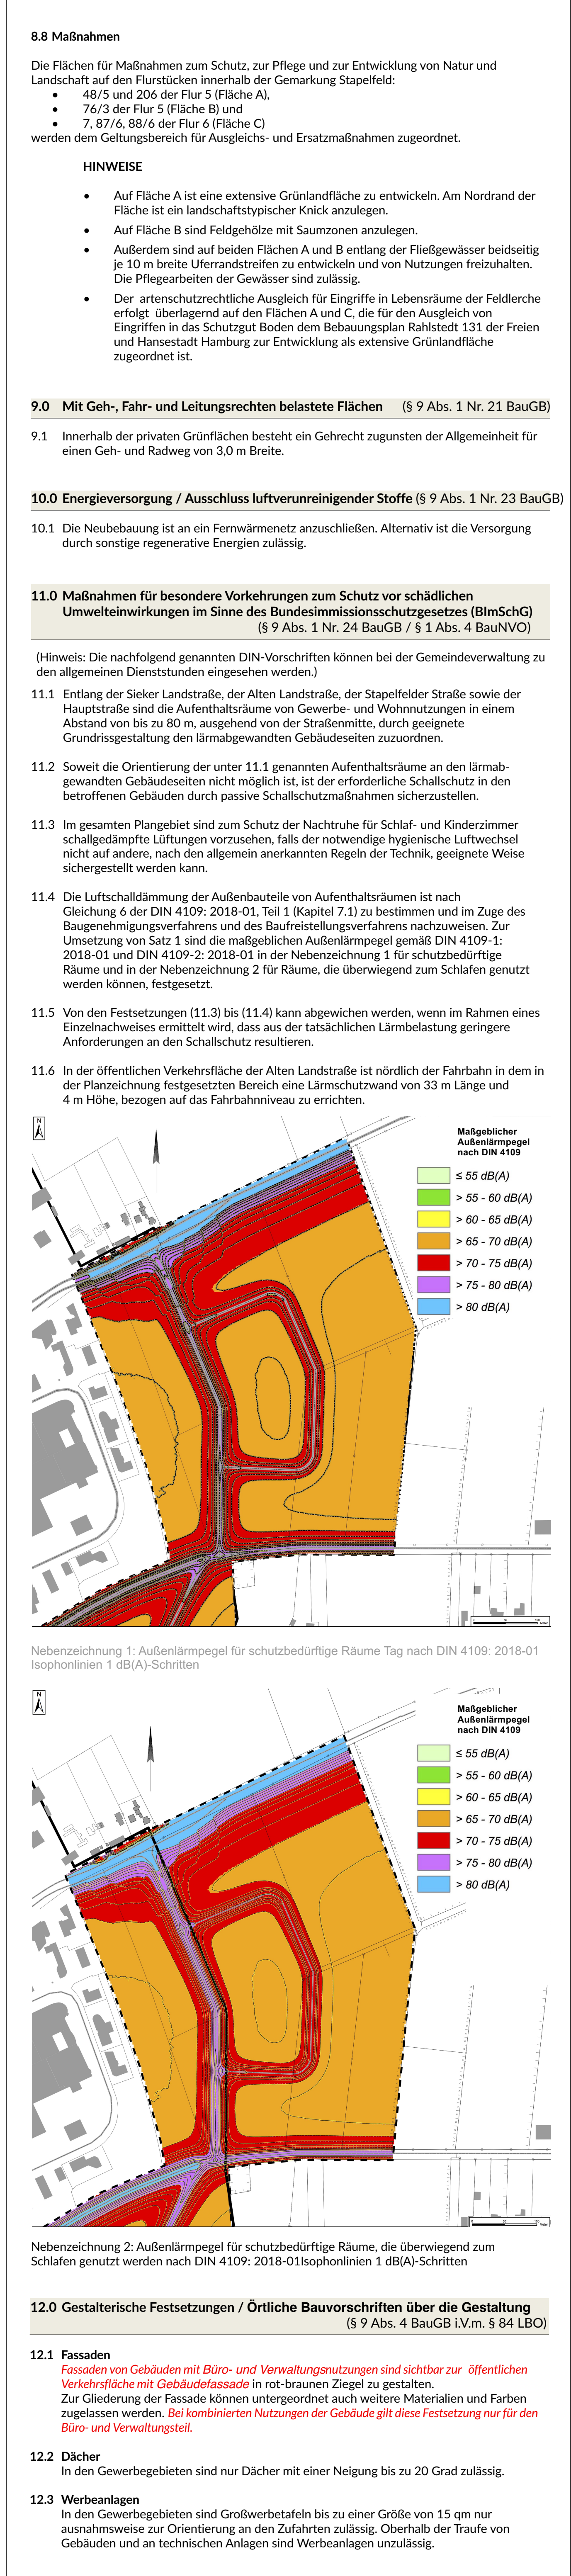 8.8 Maßnahmen
Die Flächen für Maßnahmen zum Schutz, zur Pflege und zur Entwicklung von Natur und
Landschaft auf den Flurstücken innerhalb der Gemarkung Stapelfeld:
• 48/5 und 206 der Flur 5 (Fläche A),
• 76/3 der Flur 5 (Fläche B) und
• 7, 87/6, 88/6 der Flur 6 (Fläche C)
werden dem Geltungsbereich für Ausgleichs- und Ersatzmaßnahmen zugeordnet.
HINWEISE
• Auf Fläche A ist eine extensive Grünlandfläche zu entwickeln. Am Nordrand der
Fläche ist ein landschaftstypischer Knick anzulegen.
• Auf Fläche B sind Feldgehölze mit Saumzonen anzulegen.
• Außerdem sind auf beiden Flächen A und B entlang der Fließgewässer beidseitig
je 10 m breite Uferrandstreifen zu entwickeln und von Nutzungen freizuhalten.
Die Pflegearbeiten der Gewässer sind zulässig.
• Der artenschutzrechtliche Ausgleich für Eingriffe in Lebensräume der Feldlerche
erfolgt überlagernd auf den Flächen A und C, die für den Ausgleich von
Eingriffen in das Schutzgut Boden dem Bebauungsplan Rahlstedt 131 der Freien
und Hansestadt Hamburg zur Entwicklung als extensive Grünlandfläche
zugeordnet ist.
9.0 Mit Geh-, Fahr- und Leitungsrechten belastete Flächen (§ 9 Abs. 1 Nr. 21 BauGB)
9.1 Innerhalb der privaten Grünflächen besteht ein Gehrecht zugunsten der Allgemeinheit für
einen Geh- und Radweg von 3,0 m Breite.
10.0 Energieversorgung / Ausschluss luftverunreinigender Stoffe (§ 9 Abs. 1 Nr. 23 BauGB)
10.1 Die Neubebauung ist an ein Fernwärmenetz anzuschließen. Alternativ ist die Versorgung
durch sonstige regenerative Energien zulässig.
11.0 Maßnahmen für besondere Vorkehrungen zum Schutz vor schädlichen
Umwelteinwirkungen im Sinne des Bundesimmissionsschutzgesetzes (BImSchG)
(§ 9 Abs. 1 Nr. 24 BauGB / § 1 Abs. 4 BauNVO)
(Hinweis: Die nachfolgend genannten DIN-Vorschriften können bei der Gemeindeverwaltung zu
den allgemeinen Dienststunden eingesehen werden.)
11.1 Entlang der Sieker Landstraße, der Alten Landstraße, der Stapelfelder Straße sowie der
Hauptstraße sind die Aufenthaltsräume von Gewerbe- und Wohnnutzungen in einem
Abstand von bis zu 80 m, ausgehend von der Straßenmitte, durch geeignete
Grundrissgestaltung den lärmabgewandten Gebäudeseiten zuzuordnen.
11.2 Soweit die Orientierung der unter 11.1 genannten Aufenthaltsräume an den lärmab-
gewandten Gebäudeseiten nicht möglich ist, ist der erforderliche Schallschutz in den
betroffenen Gebäuden durch passive Schallschutzmaßnahmen sicherzustellen.
11.3 Im gesamten Plangebiet sind zum Schutz der Nachtruhe für Schlaf- und Kinderzimmer
schallgedämpfte Lüftungen vorzusehen, falls der notwendige hygienische Luftwechsel
nicht auf andere, nach den allgemein anerkannten Regeln der Technik, geeignete Weise
sichergestellt werden kann.
11.4 Die Luftschalldämmung der Außenbauteile von Aufenthaltsräumen ist nach
Gleichung 6 der DIN 4109: 2018-01, Teil 1 (Kapitel 7.1) zu bestimmen und im Zuge des
Baugenehmigungsverfahrens und des Baufreistellungsverfahrens nachzuweisen. Zur
Umsetzung von Satz 1 sind die maßgeblichen Außenlärmpegel gemäß DIN 4109-1:
2018-01 und DIN 4109-2: 2018-01 in der Nebenzeichnung 1 für schutzbedürftige
Räume und in der Nebenzeichnung 2 für Räume, die überwiegend zum Schlafen genutzt
werden können, festgesetzt.
11.5 Von den Festsetzungen (11.3) bis (11.4) kann abgewichen werden, wenn im Rahmen eines
Einzelnachweises ermittelt wird, dass aus der tatsächlichen Lärmbelastung geringere
Anforderungen an den Schallschutz resultieren.
11.6 In der öffentlichen Verkehrsfläche der Alten Landstraße ist nördlich der Fahrbahn in dem in
der Planzeichnung festgesetzten Bereich eine Lärmschutzwand von 33 m Länge und
4 m Höhe, bezogen auf das Fahrbahnniveau zu errichten.
N
Maßgeblicher
Außenlärmpegel
nach DIN 4109
≤ 55 dB(A)
> 55 - 60 dB(A)
> 60 - 65 dB(A)
> 65 - 70 dB(A)
> 70 - 75 dB(A)
> 75 - 80 dB(A)
> 80 dB(A)
Nebenzeichnung 1: Außenlärmpegel für schutzbedürftige Räume Tag nach DIN 4109: 2018-01
Isophonlinien 1 dB(A)-Schritten
N
Maßgeblicher
Außenlärmpegel
nach DIN 4109
≤ 55 dB(A)
> 55 - 60 dB(A)
> 60 - 65 dB(A)
> 65 - 70 dB(A)
> 70 - 75 dB(A)
> 75 - 80 dB(A)
> 80 dB(A)
Nebenzeichnung 2: Außenlärmpegel für schutzbedürftige Räume, die überwiegend zum
Schlafen genutzt werden nach DIN 4109: 2018-01Isophonlinien 1 dB(A)-Schritten
12.0 Gestalterische Festsetzungen / Örtliche Bauvorschriften über die Gestaltung
(§ 9 Abs. 4 BauGB i.V.m. § 84 LBO)
12.1 Fassaden
Fassaden von Gebäuden mit Büro- und Verwaltungsnutzungen sind sichtbar zur öffentlichen
Verkehrsfläche mit Gebäudefassade in rot-braunen Ziegel zu gestalten.
Zur Gliederung der Fassade können untergeordnet auch weitere Materialien und Farben
zugelassen werden. Bei kombinierten Nutzungen der Gebäude gilt diese Festsetzung nur für den
Büro- und Verwaltungsteil.
12.2 Dächer
In den Gewerbegebieten sind nur Dächer mit einer Neigung bis zu 20 Grad zulässig.
12.3 Werbeanlagen
In den Gewerbegebieten sind Großwerbetafeln bis zu einer Größe von 15 qm nur
ausnahmsweise zur Orientierung an den Zufahrten zulässig. Oberhalb der Traufe von
Gebäuden und an technischen Anlagen sind Werbeanlagen unzulässig.